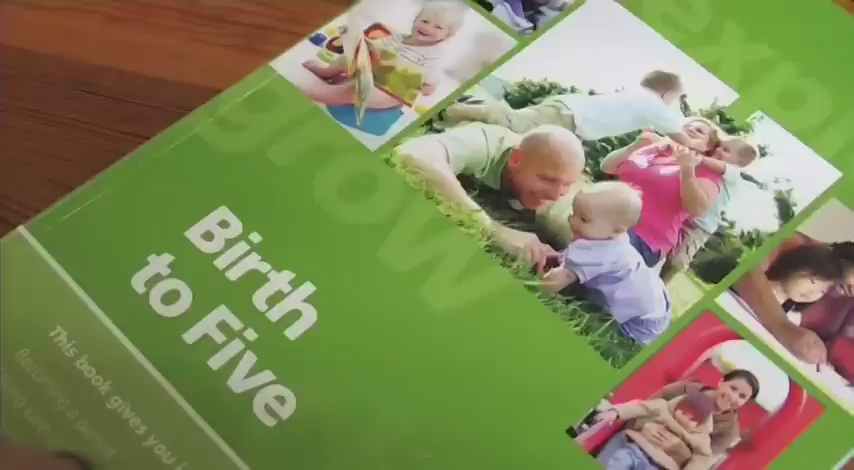 explo
grow
Birth
to Five
This book gives you
Becoming a parent